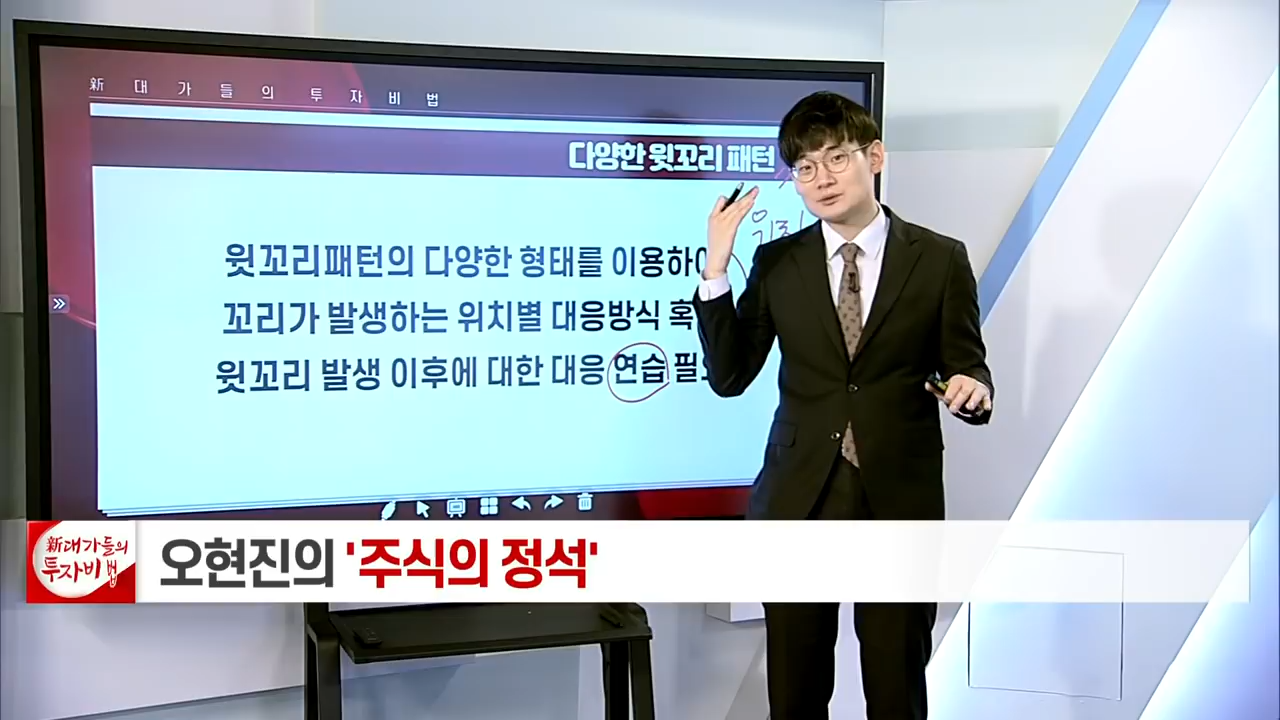 新 대가들의 투자비법
다양한 윗꼬리 패턴
윗꼬리패턴의 다양한 형태를 이용하여
꼬리가 발생하는 위치별 대응방식
윗꼬리 발생 이후에 대한 대응 연습
위치
新대가들의
투자비법
오현진의 '주식의 정석'